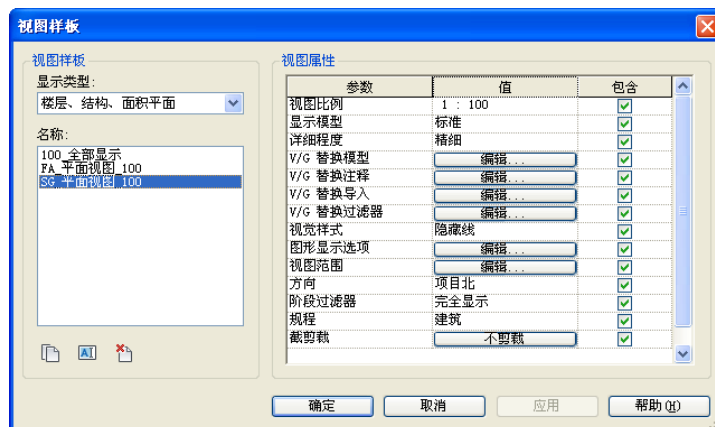 视图样板
视图样板
显示类型:
楼层、结构、面积平面
名称:
100_全部显示
FA_平面视图_100
SG_平面视图_100
视图属性
参数 值 包含
视图比例 1 : 100
显示模型 标准
详细程度 精细
V/G 替换模型 编辑...
V/G 替换注释 编辑...
V/G 替换导入 编辑...
V/G 替换过滤器 编辑...
视觉样式 隐藏线
图形显示选项 编辑...
视图范围 编辑...
方向 项目北
阶段过滤器 完全显示
规程 建筑
截剪裁 不剪裁
确定 取消 应用 帮助(H)